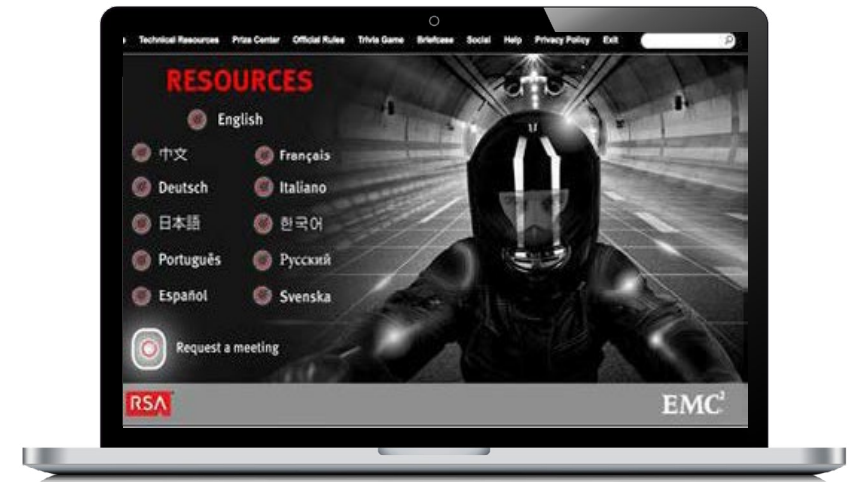 Technical Resources Prize Center Official Rules Trivia Game Briefcase Social Help Privacy Policy Exit
RESOURCES
English
中文 Français
Deutsch Italiano
日本語 한국어
Português Русский
Español Svenska
Request a meeting
RSA EMC²